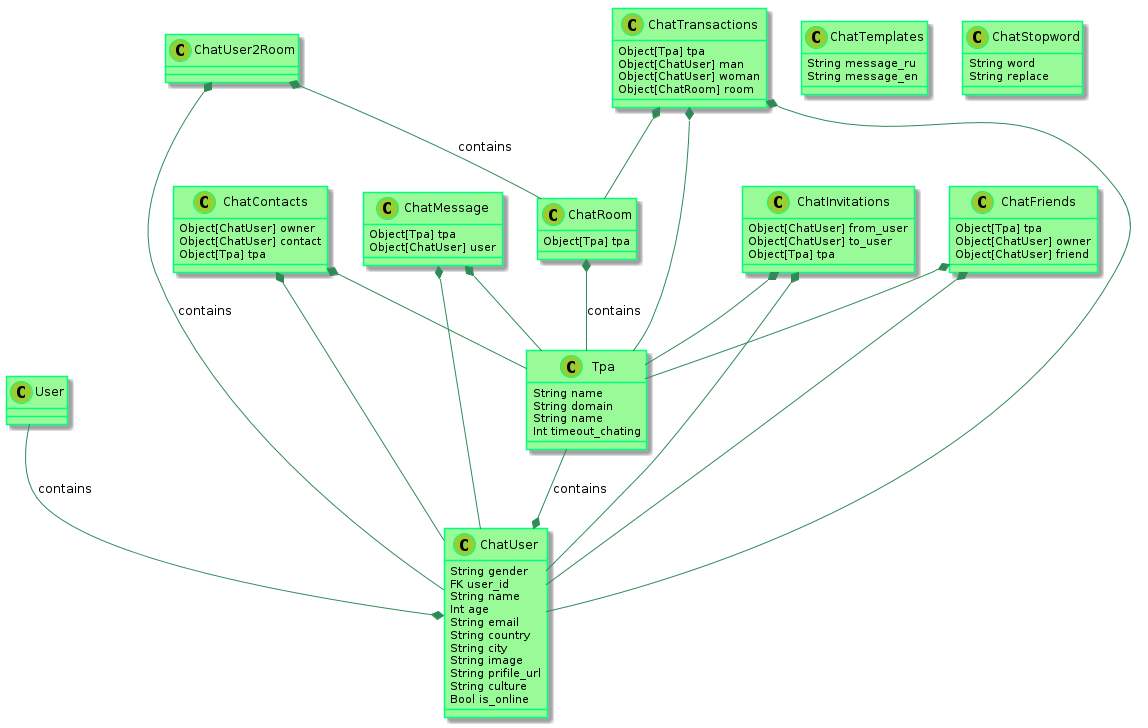 C ChatUser2Room
C ChatTransactions
Object[Tpa] tpa
Object[ChatUser] man
Object[ChatUser] woman
Object[ChatRoom] room
C ChatTemplates
String message_ru
String message_en
C ChatStopword
String word
String replace
contains
C ChatContacts
Object[ChatUser] owner
Object[ChatUser] contact
Object[Tpa] tpa
C ChatMessage
Object[Tpa] tpa
Object[ChatUser] user
C ChatRoom
Object[Tpa] tpa
C ChatInvitations
Object[ChatUser] from_user
Object[ChatUser] to_user
Object[Tpa] tpa
C ChatFriends
Object[Tpa] tpa
Object[ChatUser] owner
Object[ChatUser] friend
contains
contains
C User
C Tpa
String name
String domain
String name
Int timeout_chating
contains
contains
C ChatUser
String gender
FK user_id
String name
Int age
String email
String country
String city
String image
String prifile_url
String culture
Bool is_online